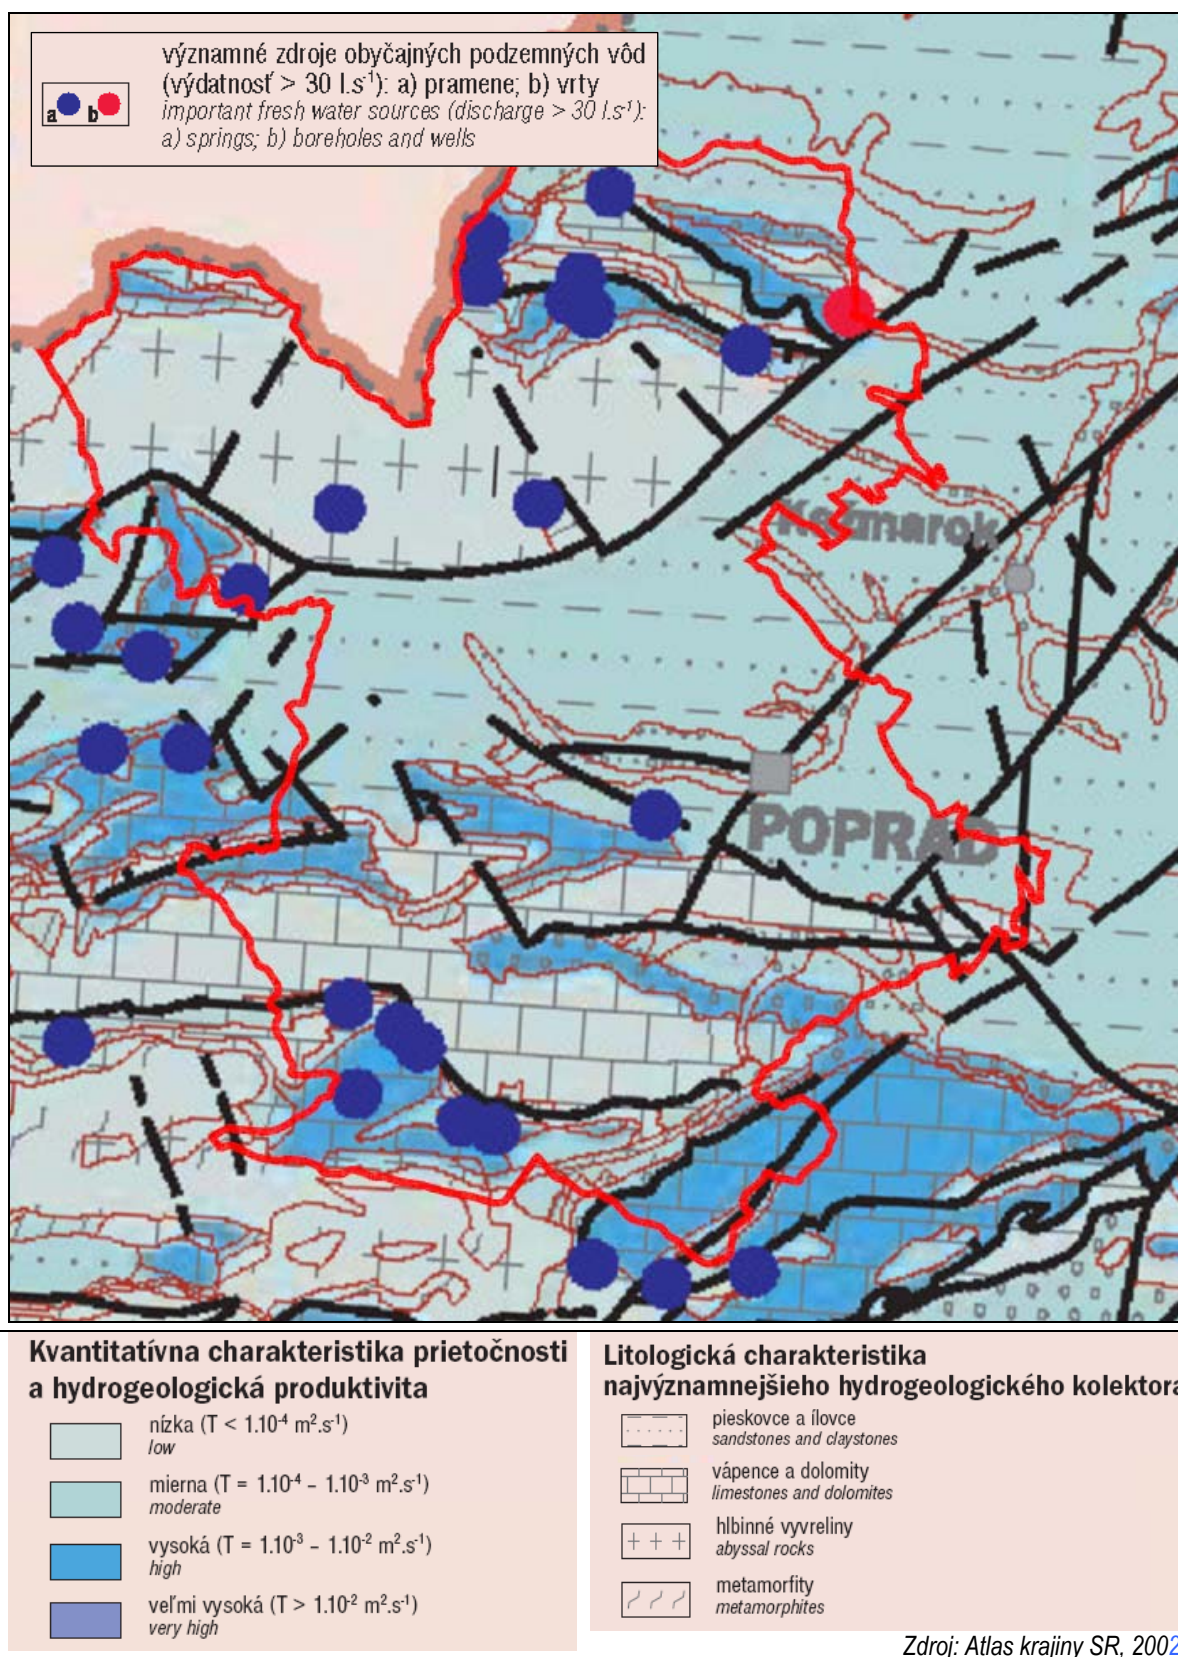 významné zdroje obyčajných podzemných vôd
(výdatnosť > 30 l.s⁻¹): a) pramene; b) vrty
important fresh water sources (discharge > 30 l.s⁻¹):
a) springs; b) boreholes and wells
a b
Kežmarok
POPRAD
Kvantitatívna charakteristika prietočnosti
a hydrogeologická produktivita
nízka (T < 1.10⁻⁴ m².s⁻¹)
low
mierna (T = 1.10⁻⁴ – 1.10⁻³ m².s⁻¹)
moderate
vysoká (T = 1.10⁻³ – 1.10⁻² m².s⁻¹)
high
veľmi vysoká (T > 1.10⁻² m².s⁻¹)
very high
Litologická charakteristika
najvýznamnejšieho hydrogeologického kolektora
pieskovce a ílovce
sandstones and claystones
vápence a dolomity
limestones and dolomites
hlbinné vyvreliny
abyssal rocks
metamorfity
metamorphites
Zdroj: Atlas krajiny SR, 2002